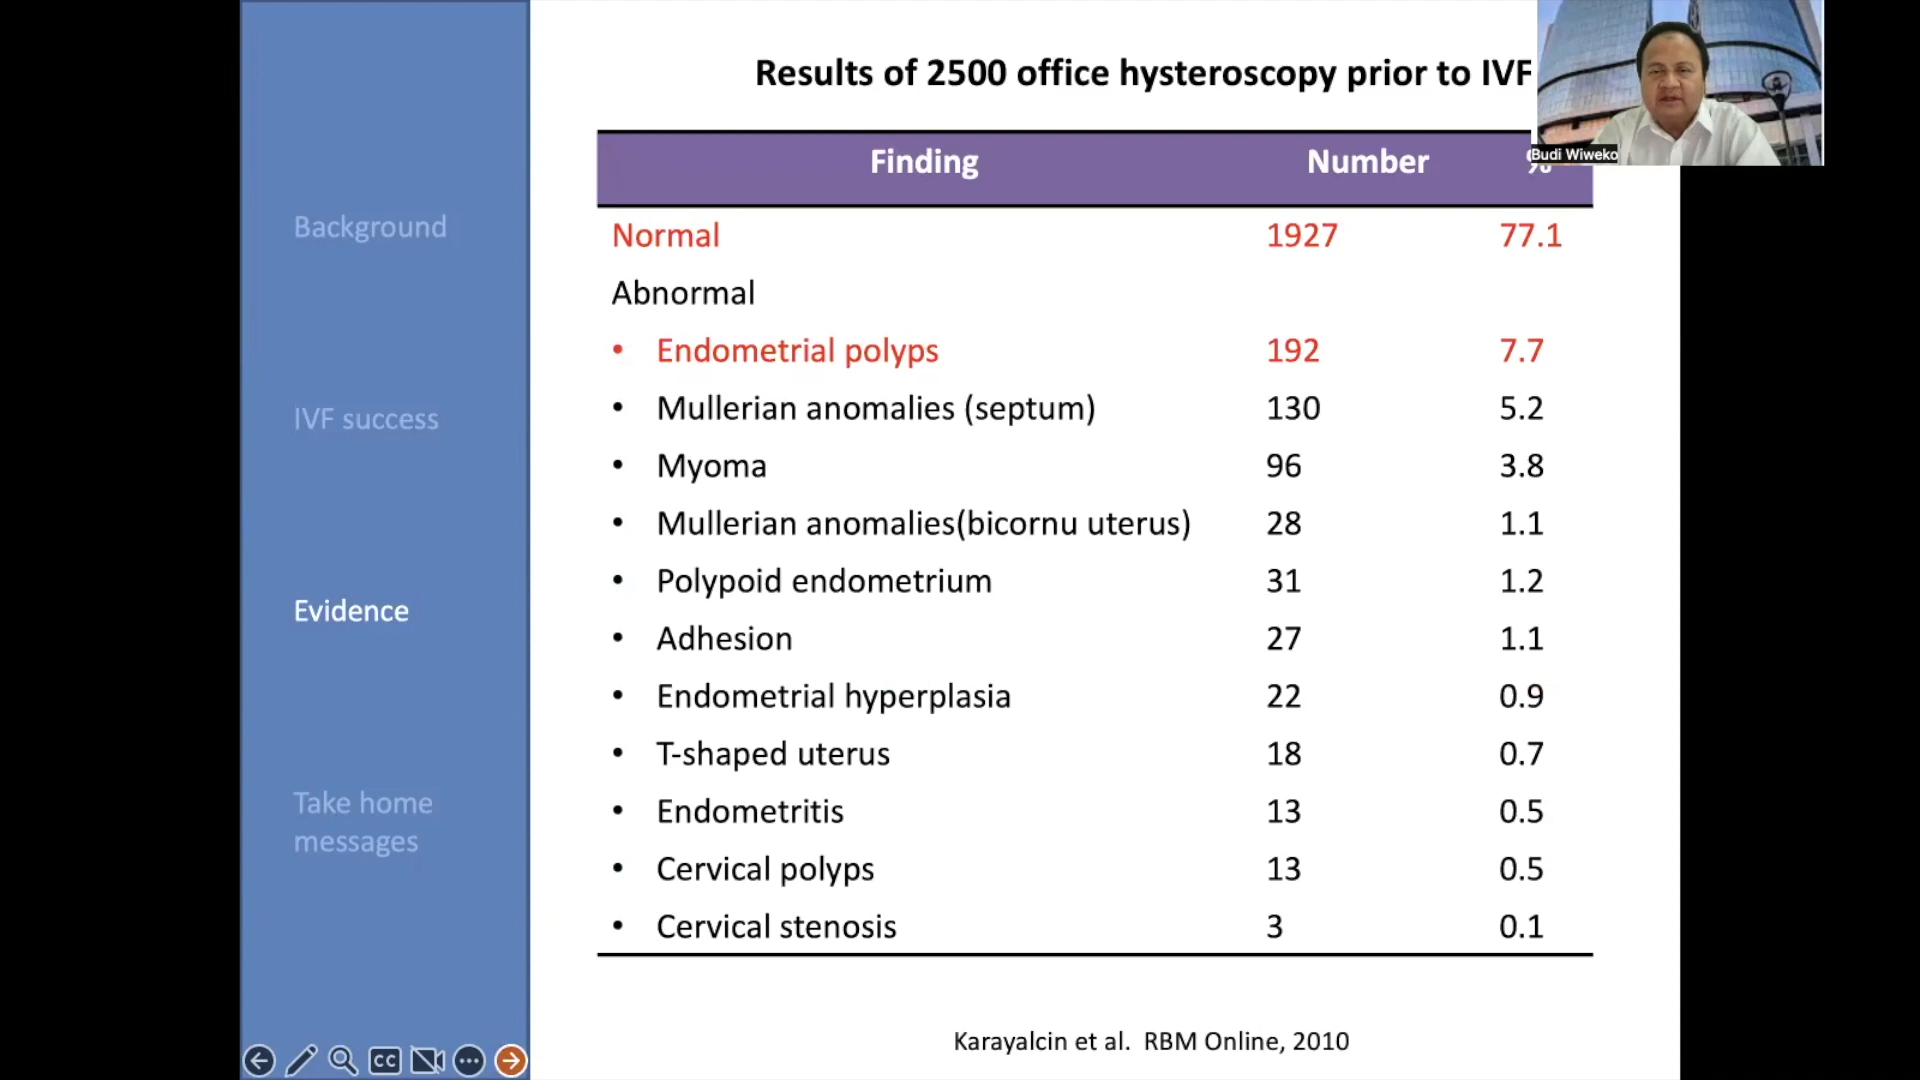 Results of 2500 office hysteroscopy prior to IVF
Budi Wiweko
Finding Number %
Background
Normal 1927 77.1
Abnormal
• Endometrial polyps 192 7.7
IVF success
• Mullerian anomalies (septum) 130 5.2
• Myoma 96 3.8
• Mullerian anomalies(bicornu uterus) 28 1.1
• Polypoid endometrium 31 1.2
Evidence
• Adhesion 27 1.1
• Endometrial hyperplasia 22 0.9
• T-shaped uterus 18 0.7
Take home
messages
• Endometritis 13 0.5
• Cervical polyps 13 0.5
• Cervical stenosis 3 0.1
Karayalcin et al. RBM Online, 2010
CC